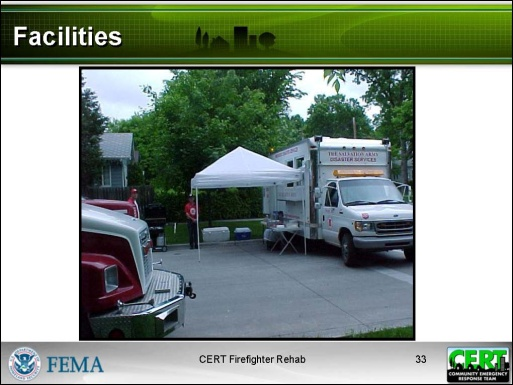 Facilities
THE SALVATION ARMY
DISASTER SERVICES
FEMA
CERT Firefighter Rehab
33
CERT
COMMUNITY EMERGENCY
RESPONSE TEAM